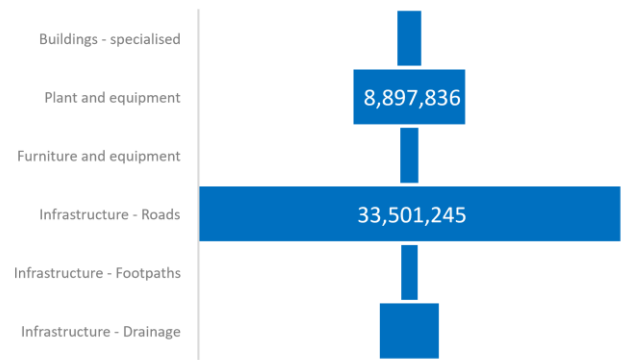 Buildings - specialised
Plant and equipment
8,897,836
Furniture and equipment
Infrastructure - Roads
33,501,245
Infrastructure - Footpaths
Infrastructure - Drainage